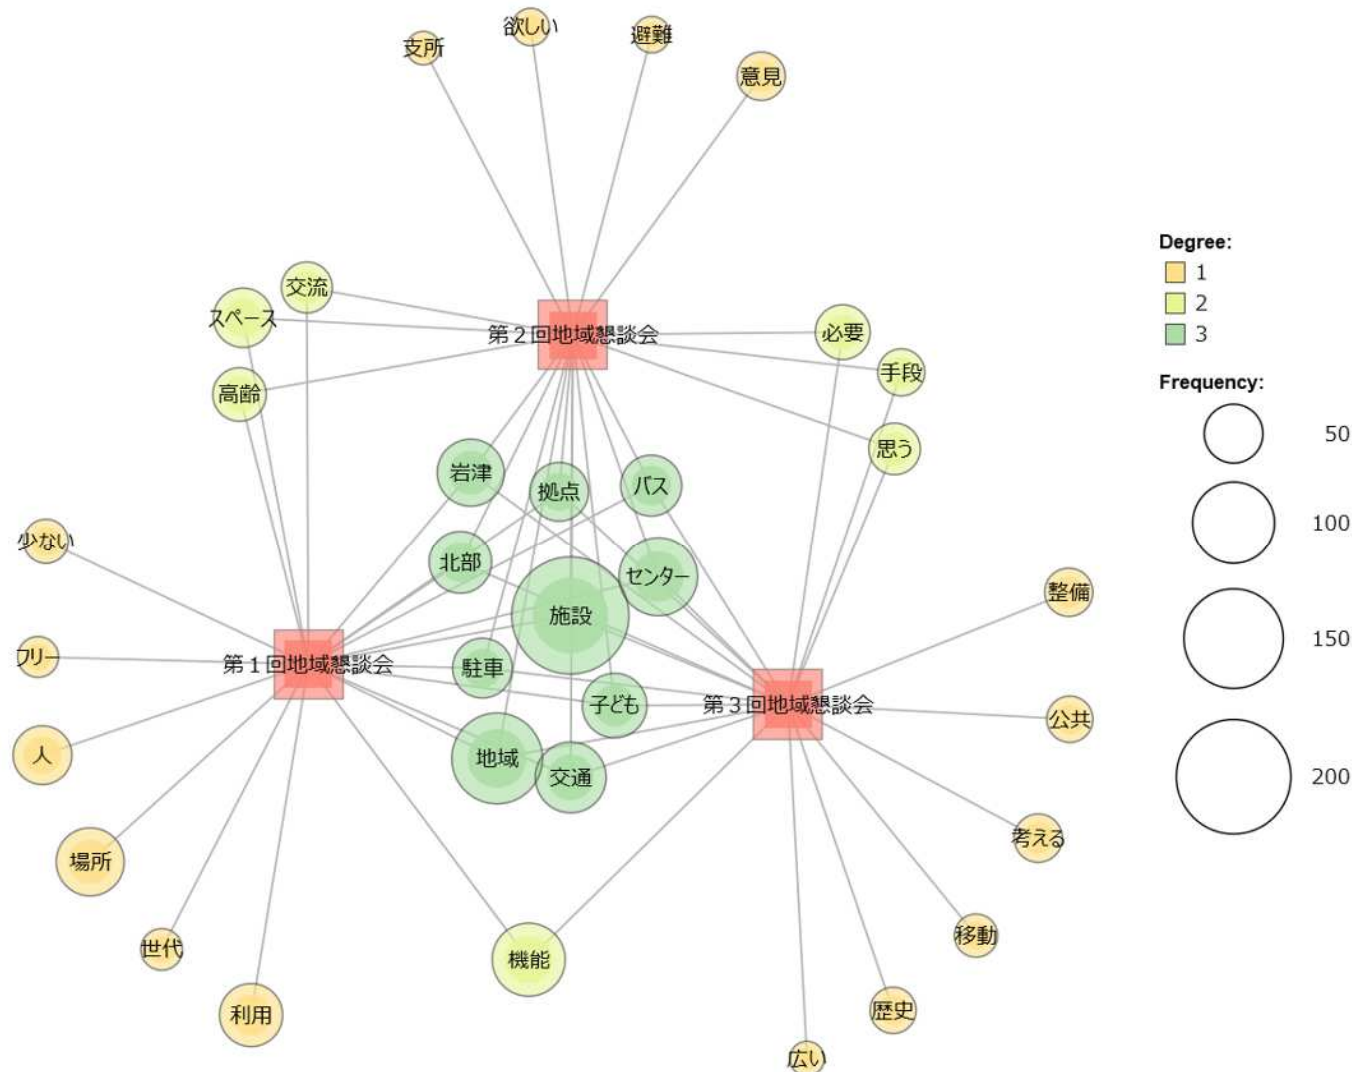 欲しい
支所
避難
意見
交流
スペース
高齢
第２回地域懇談会
必要
手段
思う
Degree:
1
2
3
Frequency:
50
100
150
200
岩津
拠点
バス
北部
センター
施設
少ない
フリー
第１回地域懇談会
駐車
子ども
第３回地域懇談会
整備
公共
人
地域
交通
場所
考える
世代
機能
移動
利用
歴史
広い